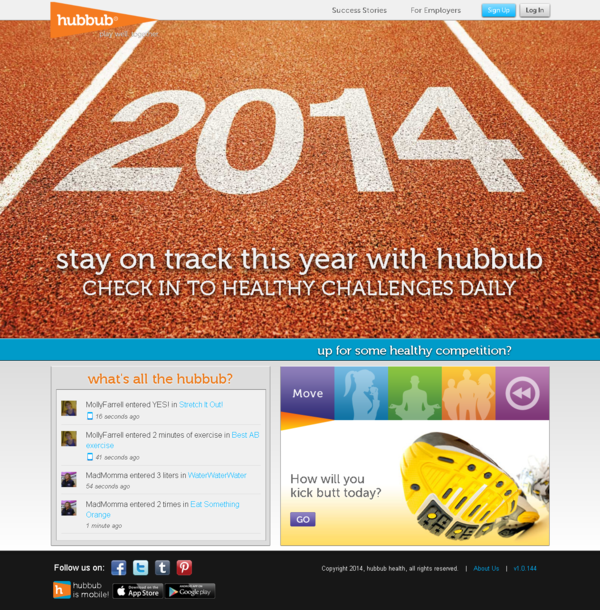 hubbub®
play well, together
Success Stories
For Employers
Sign Up
Log In
2014
stay on track this year with hubbub
CHECK IN TO HEALTHY CHALLENGES DAILY
up for some healthy competition?
what's all the hubbub?
MollyFarrell entered YES! in Stretch It Out!
16 seconds ago
MollyFarrell entered 2 minutes of exercise in Best AB
exercise
41 seconds ago
MadMomma entered 3 liters in WaterWaterWater
54 seconds ago
MadMomma entered 2 times in Eat Something
Orange
1 minute ago
Move
How will you
kick butt today?
GO
Follow us on:
Copyright 2014, hubbub health, all rights reserved. | About Us | v1.0.144
h hubbub
is mobile!
Download on the
App Store
Google play